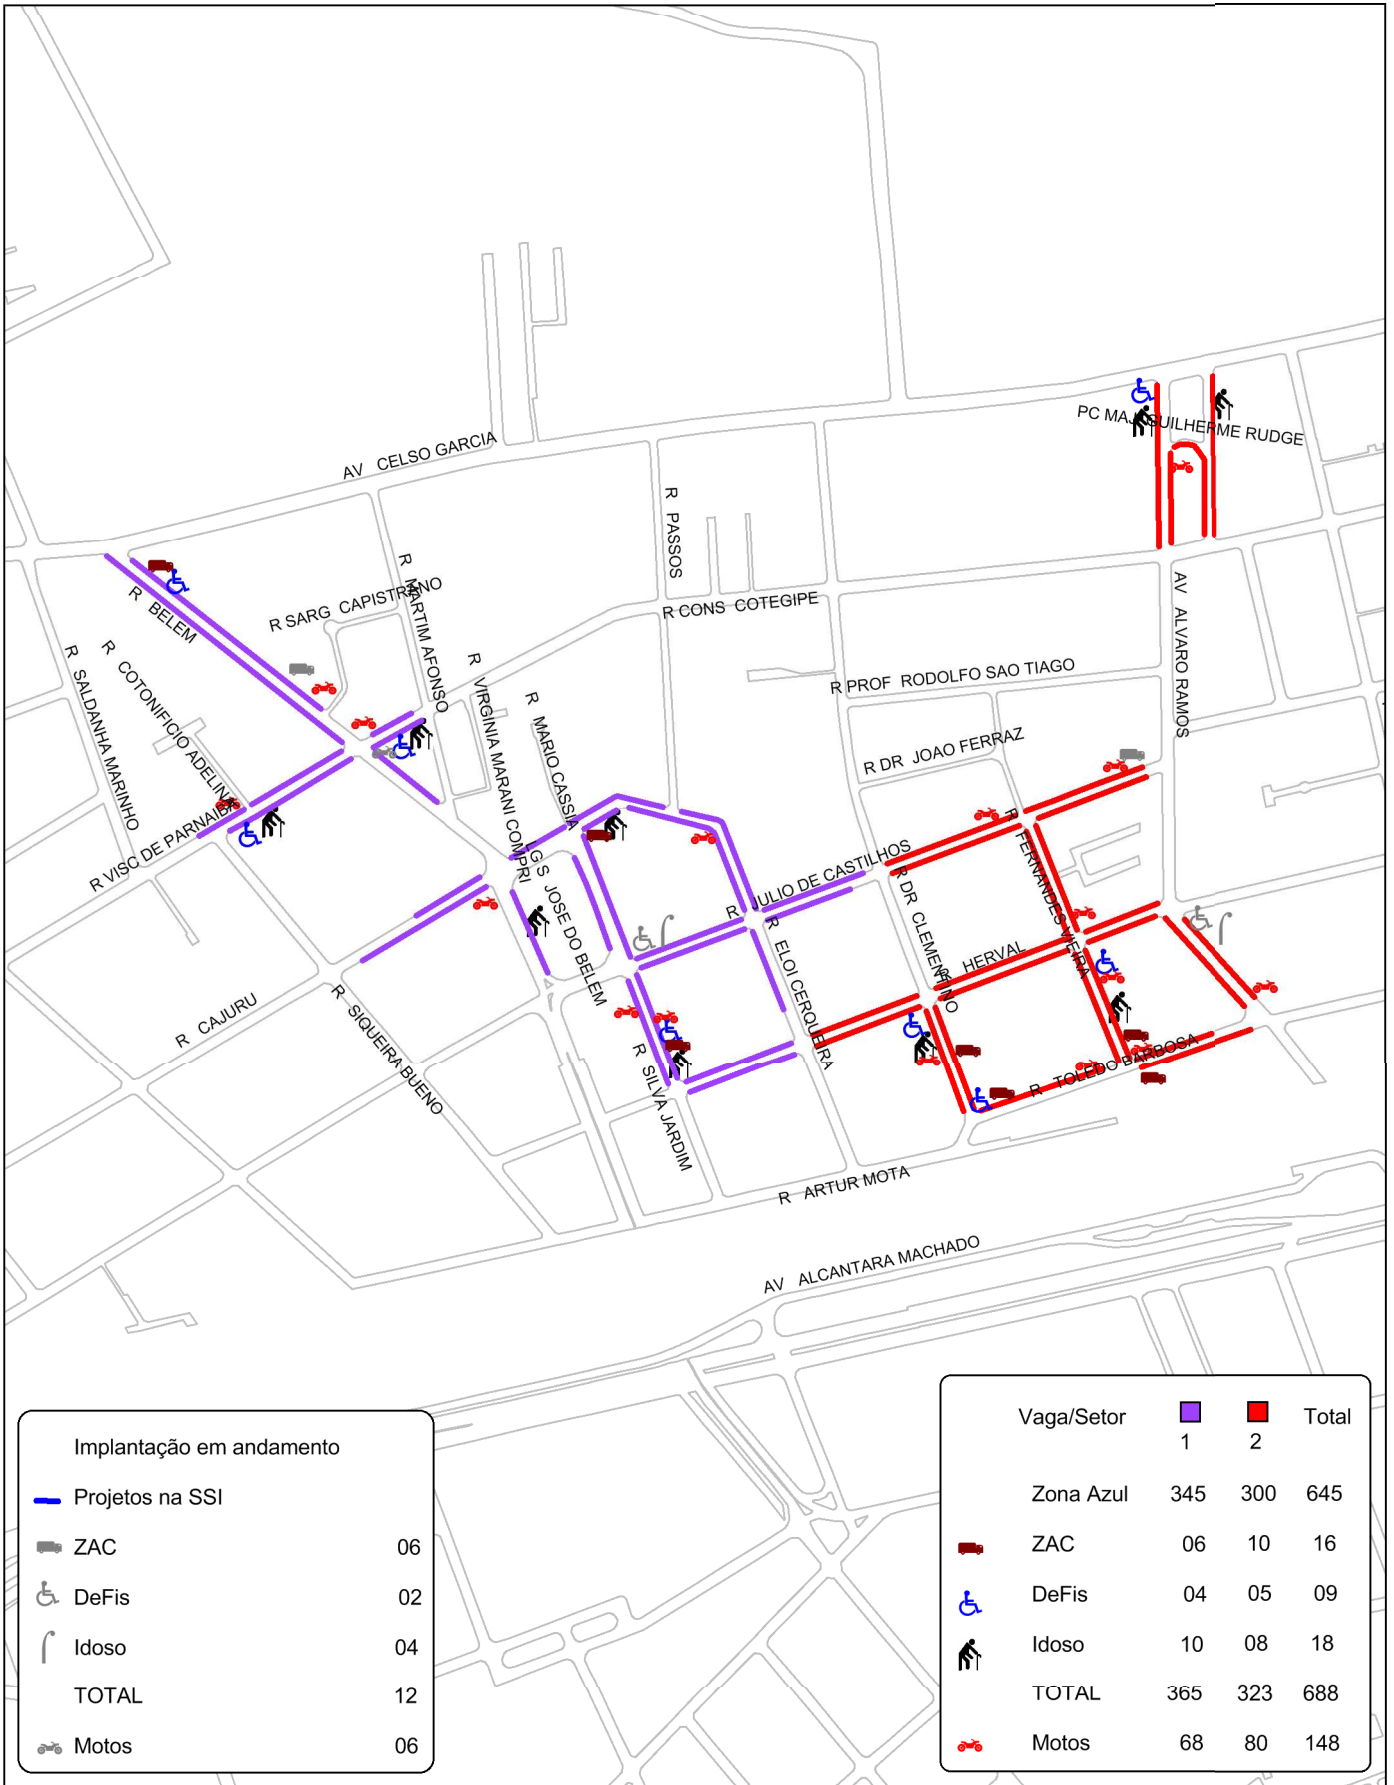 PC MAJ GUILHERME RUDGE
AV CELSO GARCIA
R PASSOS
R MARTIM AFONSO
R SARG CAPISTRANO
R CONS COTEGIPE
R BELEM
AV ALVARO RAMOS
R COTONIFICIO ADELINA
R SALDANHA MARINHO
R VIRGINIA MARANI COMPRI
R MARIO CASSIA
R PROF RODOLFO SAO TIAGO
R DR JOAO FERRAZ
R VISC DE PARNAIBA
LGS JOSE DO BELEM
R JULIO DE CASTILHOS
R FERNANDES VIEIRA
R DR CLEMENTINO
R ELOI CERQUEIRA
R HERVAL
R CAJURU
R SIQUEIRA BUENO
R SILVA JARDIM
R TOLEDO BARBOSA
R ARTUR MOTA
AV ALCANTARA MACHADO
Implantação em andamento
Projetos na SSI
ZAC 06
DeFis 02
Idoso 04
TOTAL 12
Motos 06
Vaga/Setor 1 2 Total
Zona Azul 345 300 645
ZAC 06 10 16
DeFis 04 05 09
Idoso 10 08 18
TOTAL 365 323 688
Motos 68 80 148